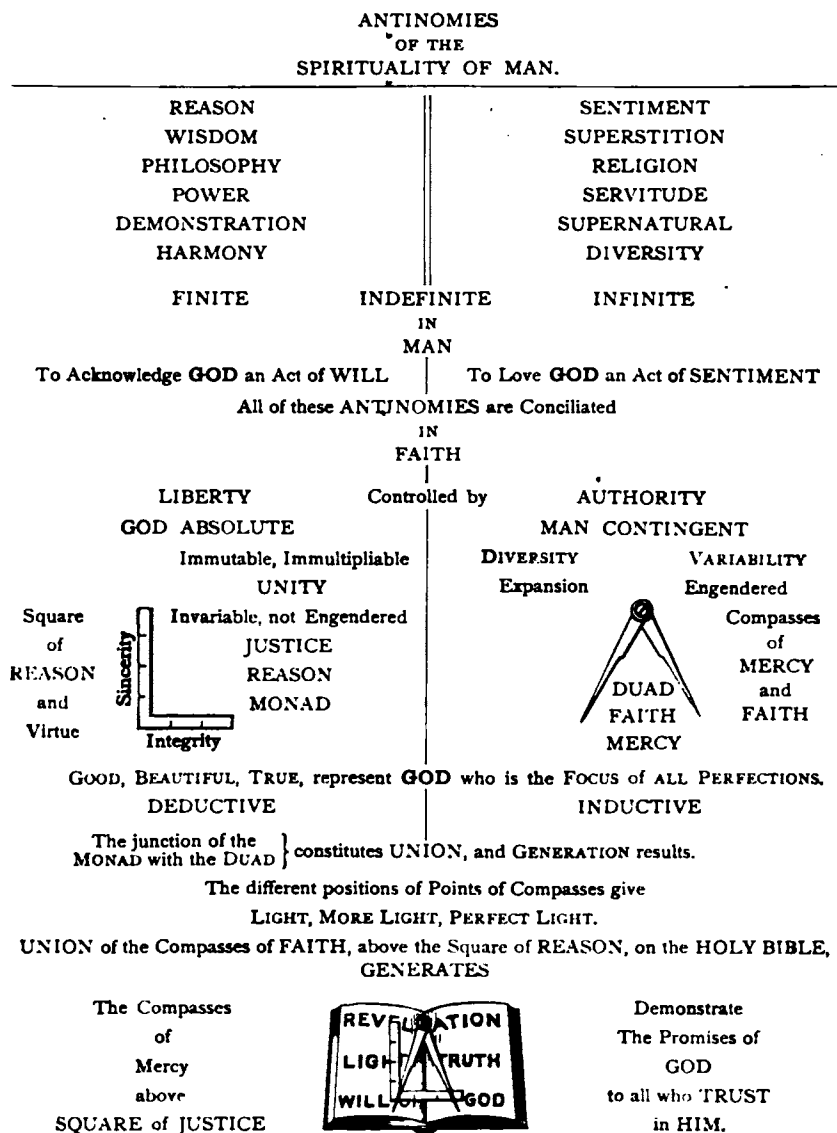 ANTINOMIES
OF THE
SPIRITUALITY OF MAN.
REASON SENTIMENT
WISDOM SUPERSTITION
PHILOSOPHY RELIGION
POWER SERVITUDE
DEMONSTRATION SUPERNATURAL
HARMONY DIVERSITY
FINITE INDEFINITE INFINITE
IN
MAN
To Acknowledge GOD an Act of WILL To Love GOD an Act of SENTIMENT
All of these ANTINOMIES are Conciliated
IN
FAITH
LIBERTY Controlled by AUTHORITY
GOD ABSOLUTE MAN CONTINGENT
Immutable, Immultipliable DIVERSITY VARIABILITY
UNITY Expansion Engendered
Square Invariable, not Engendered Compasses
of JUSTICE of
REASON REASON MERCY
and MONAD and
Virtue FAITH
Sincerity
Integrity
DUAD
FAITH
MERCY
GOOD, BEAUTIFUL, TRUE, represent GOD who is the FOCUS of ALL PERFECTIONS.
DEDUCTIVE INDUCTIVE
The junction of the
MONAD with the DUAD } constitutes UNION, and GENERATION results.
The different positions of Points of Compasses give
LIGHT, MORE LIGHT, PERFECT LIGHT.
UNION of the Compasses of FAITH, above the Square of REASON, on the HOLY BIBLE,
GENERATES
The Compasses
of
Mercy
above
SQUARE of JUSTICE
REVELATION
LIGHT TRUTH
WILL OF GOD
Demonstrate
The Promises of
GOD
to all who TRUST
in HIM.